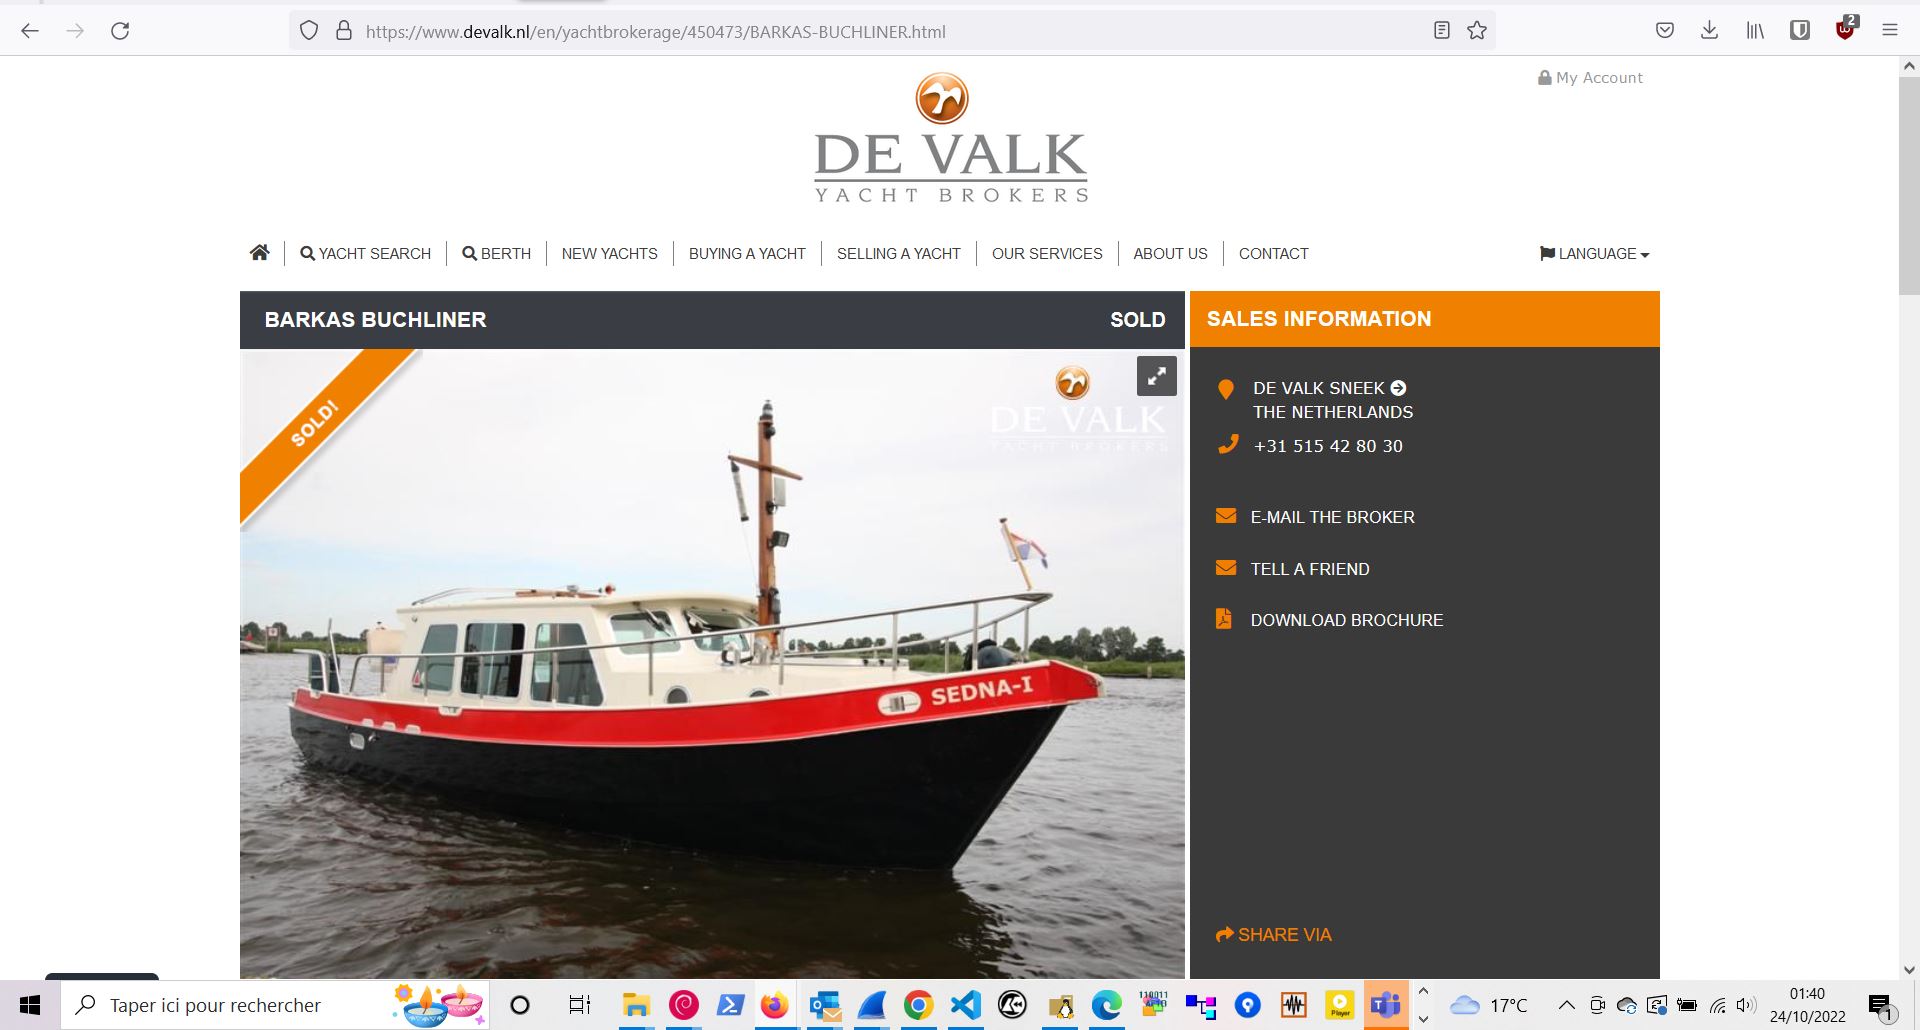 https://www.devalk.nl/en/yachtbrokerage/450473/BARKAS-BUCHLINER.html
2
My Account
DE VALK
YACHT BROKERS
YACHT SEARCH
BERTH
NEW YACHTS
BUYING A YACHT
SELLING A YACHT
OUR SERVICES
ABOUT US
CONTACT
LANGUAGE
BARKAS BUCHLINER
SOLD
SALES INFORMATION
SOLD!
DE VALK
YACHT BROKERS
DE VALK SNEEK
THE NETHERLANDS
+31 515 42 80 30
E-MAIL THE BROKER
TELL A FRIEND
DOWNLOAD BROCHURE
SEDNA-I
SHARE VIA
Taper ici pour rechercher
Player
17°C
01:40
24/10/2022
1